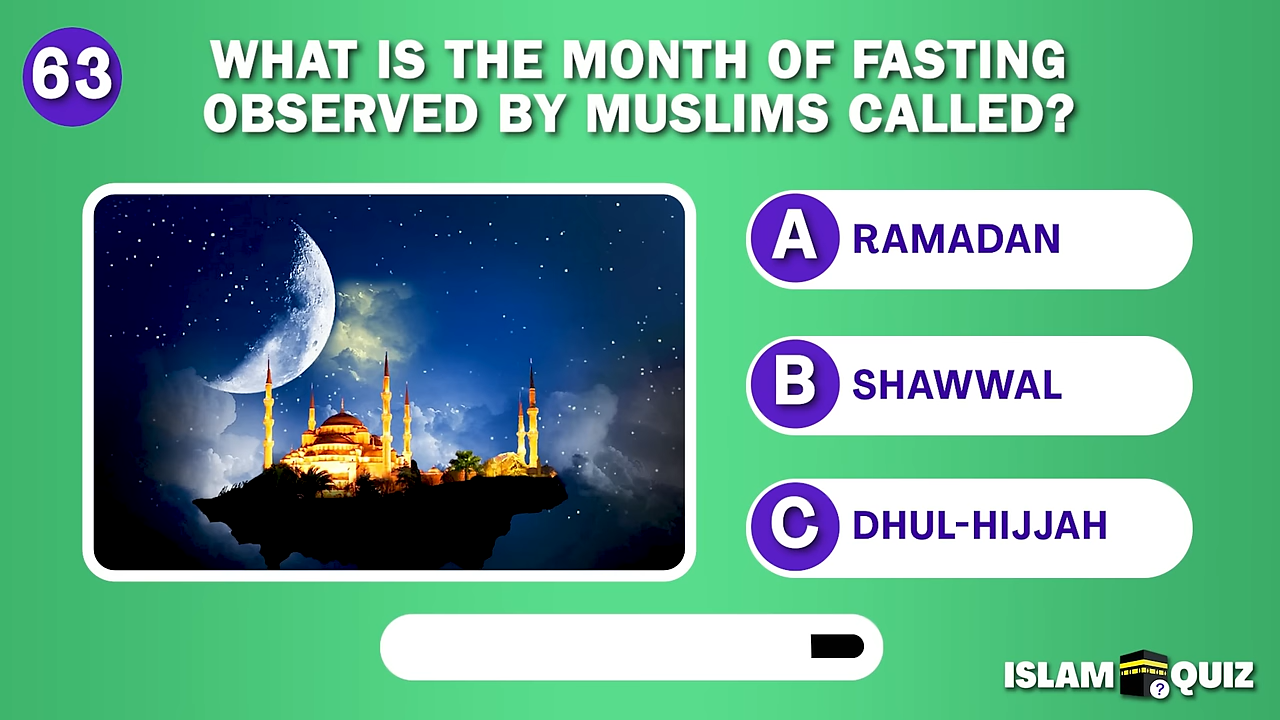 63
WHAT IS THE MONTH OF FASTING
OBSERVED BY MUSLIMS CALLED?
A RAMADAN
B SHAWWAL
C DHUL-HIJJAH
ISLAM ? QUIZ